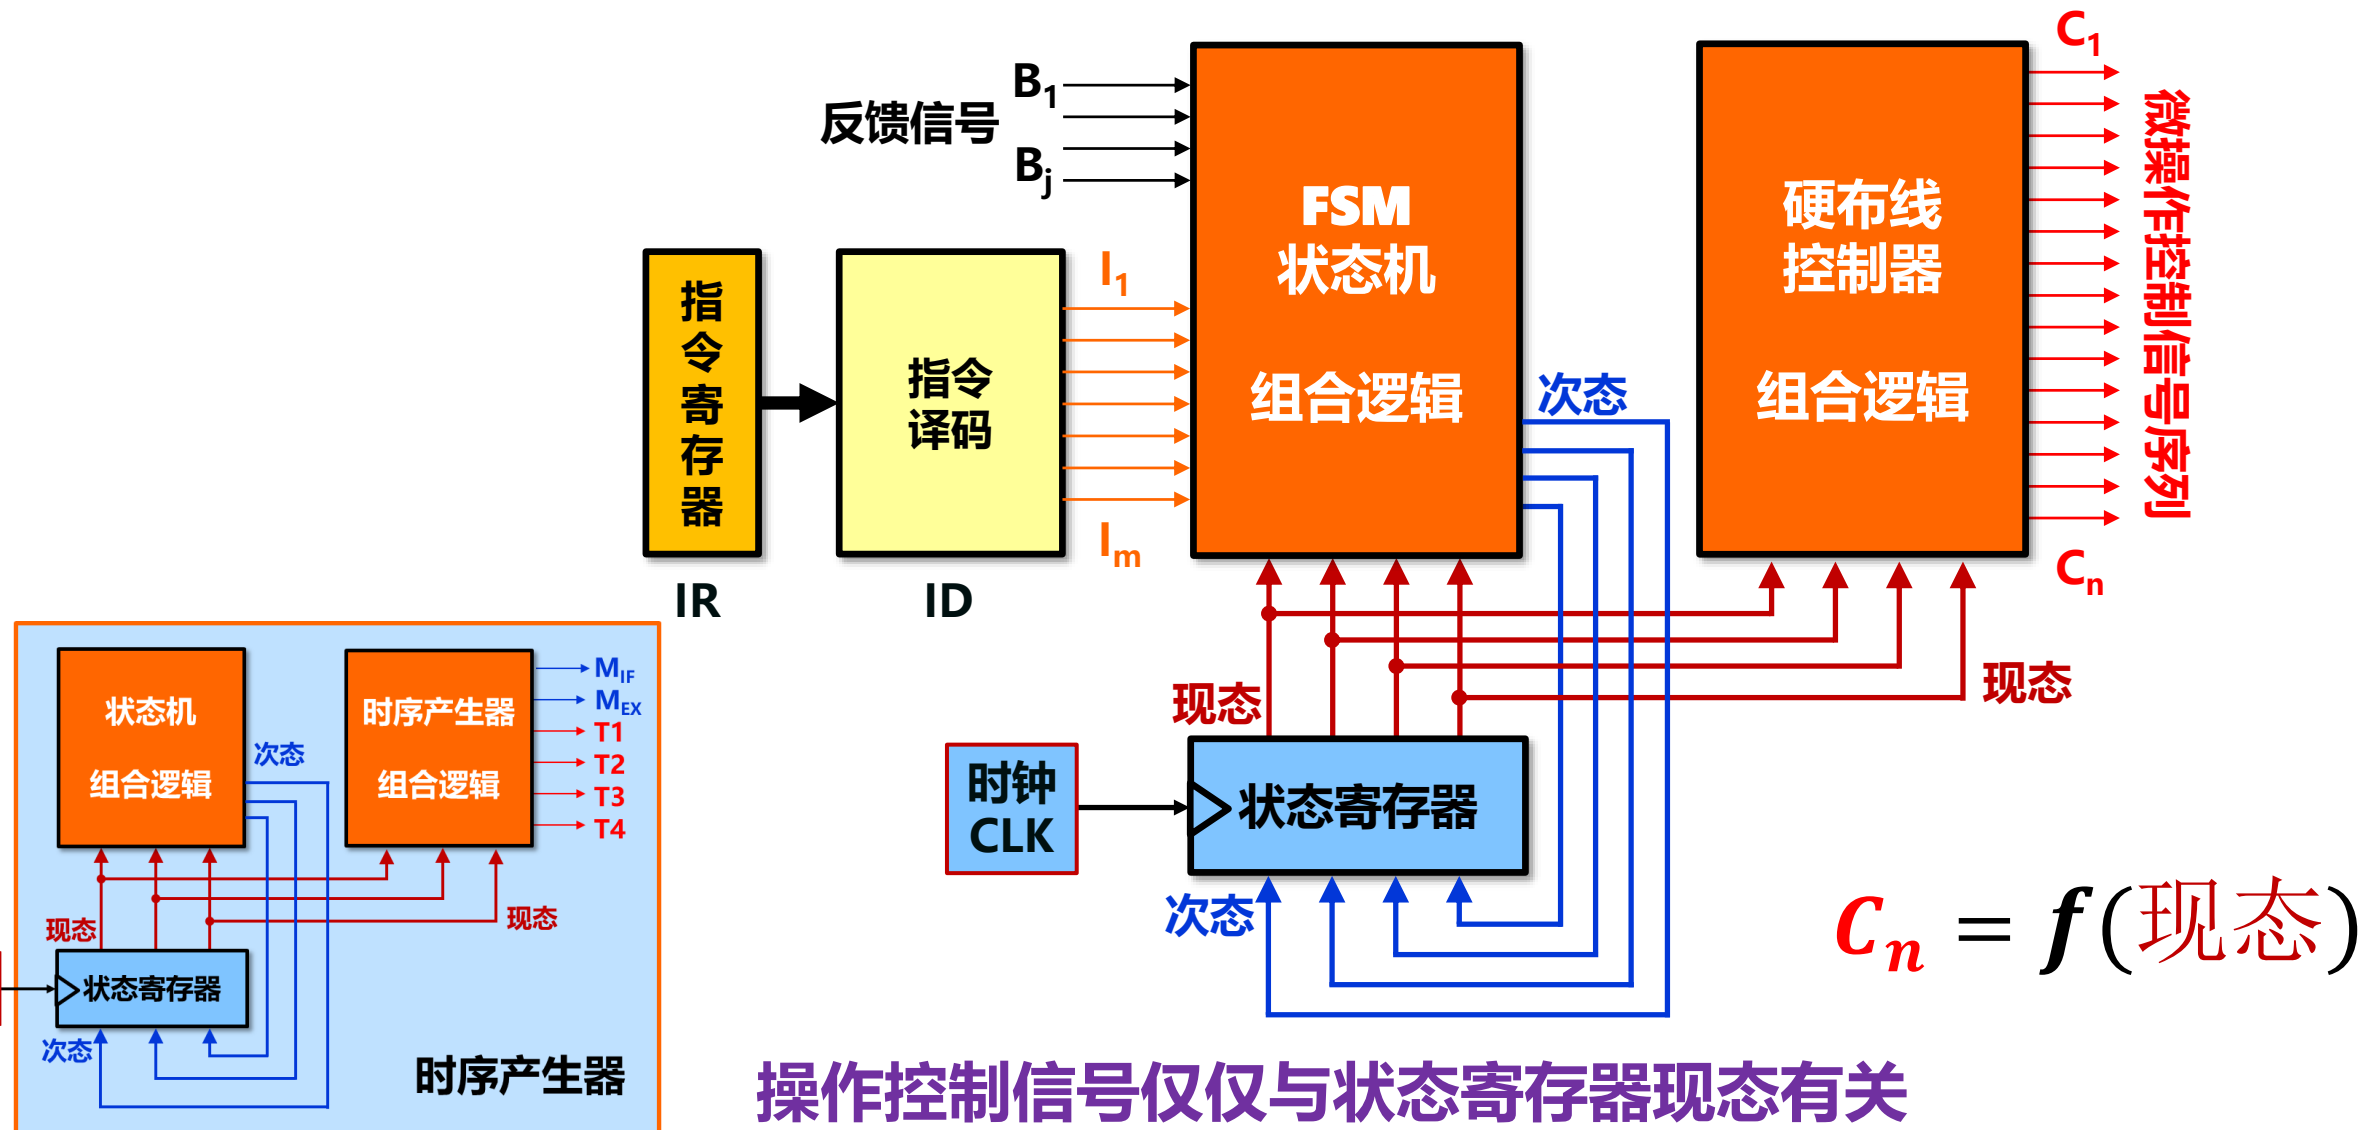 C1
B1
反馈信号
Bj
FSM
状态机
组合逻辑
硬布线
控制器
组合逻辑
微操作控制信号序列
Cn
指令寄存器
IR
指令
译码
ID
I1
Im
次态
现态
现态
时钟
CLK
状态寄存器
次态
状态机
组合逻辑
时序产生器
组合逻辑
MIF
MEX
T1
T2
T3
T4
次态
现态
现态
状态寄存器
次态
时序产生器
Cn = f(现态)
操作控制信号仅仅与状态寄存器现态有关